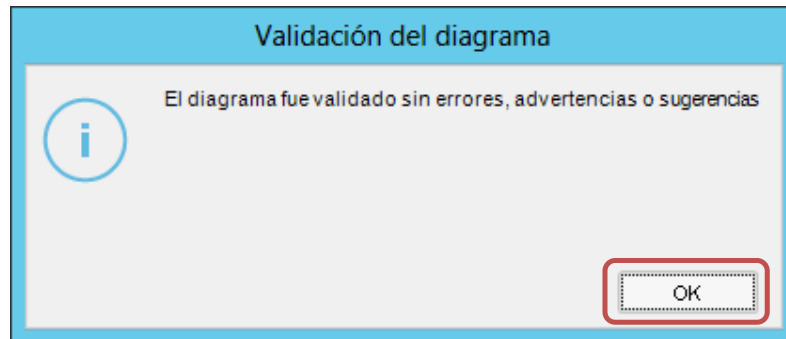 Validación del diagrama
El diagrama fue validado sin errores, advertencias o sugerencias
i
OK